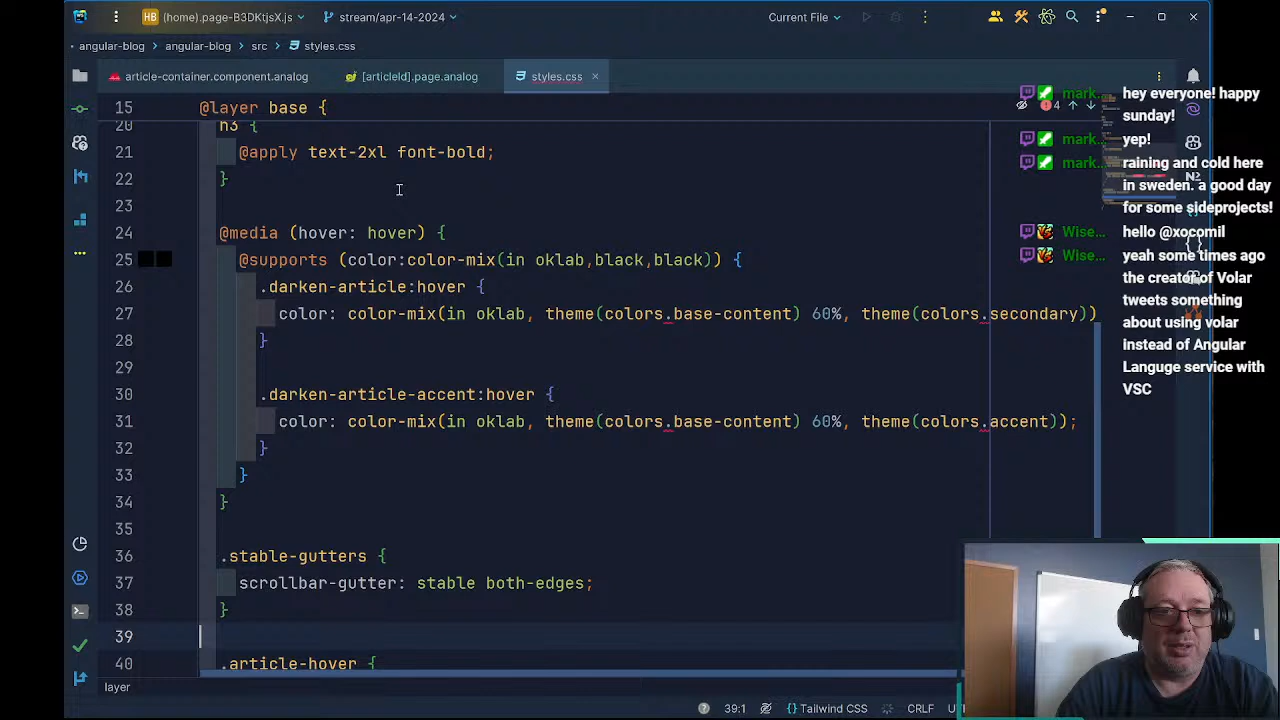 HB (home).page-B3DKtjsX.js
stream/apr-14-2024
Current File
angular-blog
angular-blog
src
styles.css
article-container.component.analog
[articleId].page.analog
styles.css
15 @layer base {
4
20 h3 {
21 @apply text-2xl font-bold;
22 }
23
24 @media (hover: hover) {
25 @supports (color:color-mix(in oklab,black,black)) {
26 .darken-article:hover {
27 color: color-mix(in oklab, theme(colors.base-content) 60%, theme(colors.secondary))
28 }
29
30 .darken-article-accent:hover {
31 color: color-mix(in oklab, theme(colors.base-content) 60%, theme(colors.accent));
32 }
33 }
34 }
35
36 .stable-gutters {
37 scrollbar-gutter: stable both-edges;
38 }
39
40 .article-hover {
layer
39:1
Tailwind CSS
CRLF
mark... hey everyone! happy
sunday!
mark... yep!
mark... raining and cold here
in sweden. a good day
for some sideprojects!
Wise... hello @xocomil
Wise... yeah some times ago
the creator of Volar
tweets something
about using volar
instead of Angular
Languge service with
VSC